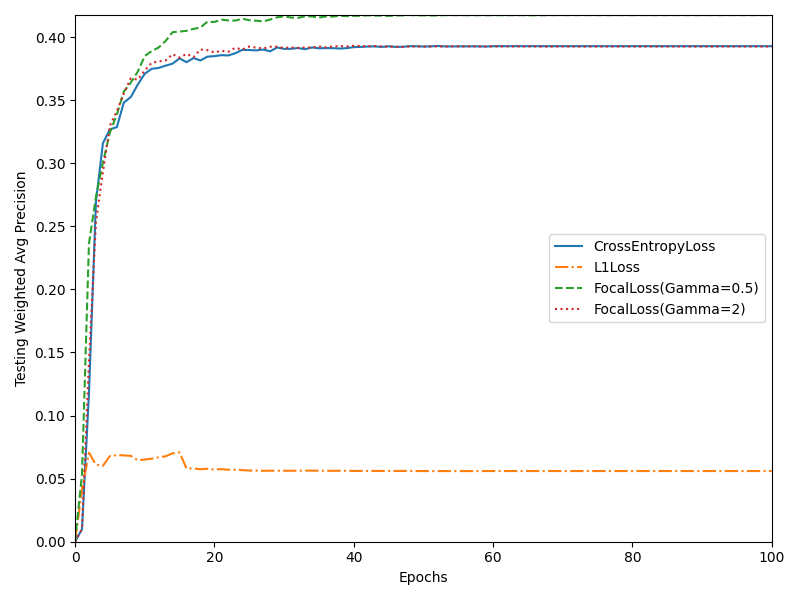 0.40
0.35
0.30
0.25
0.20
0.15
0.10
0.05
0.00
Testing Weighted Avg Precision
CrossEntropyLoss
L1Loss
FocalLoss(Gamma=0.5)
FocalLoss(Gamma=2)
0 20 40 60 80 100
Epochs